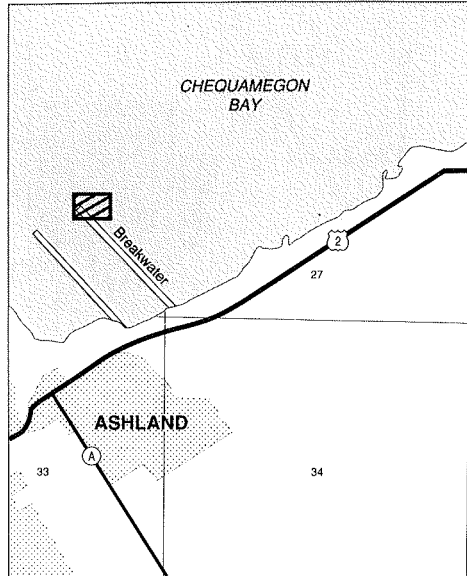 CHEQUAMEGON
BAY
Breakwater
2
27
ASHLAND
A
33
34